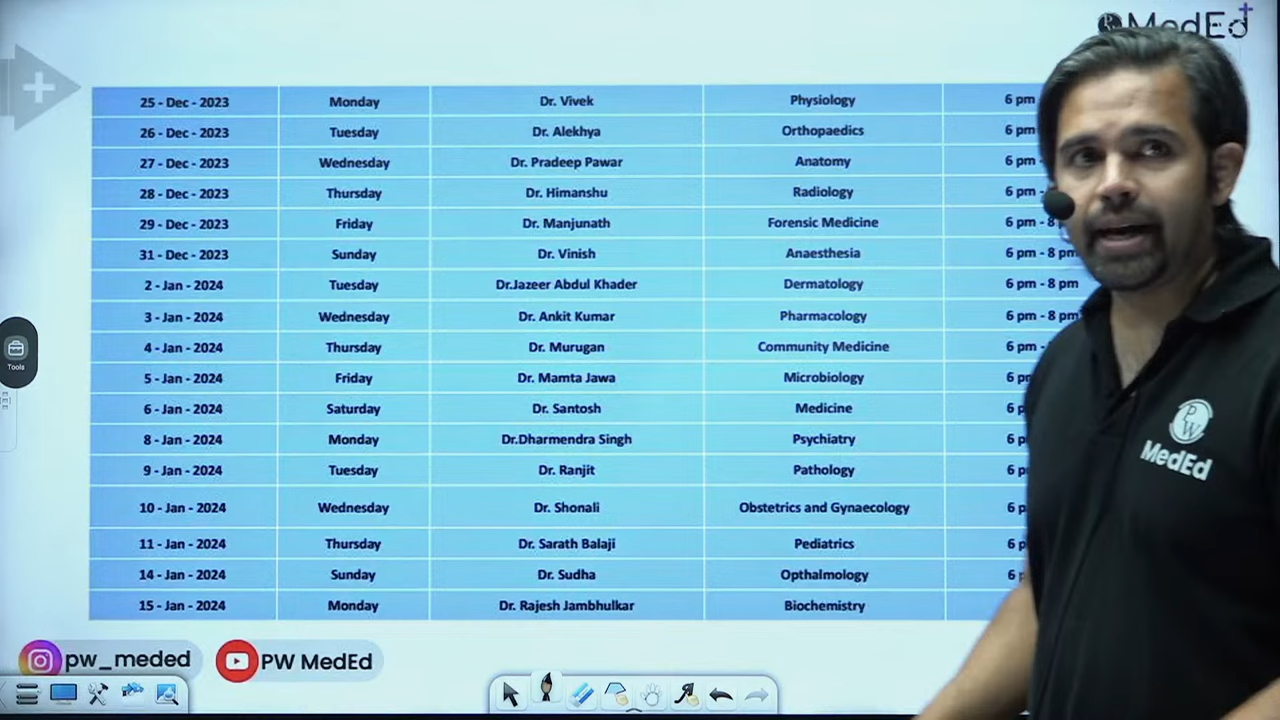 MedEd
25 - Dec - 2023 Monday Dr. Vivek Physiology 6 pm
26 - Dec - 2023 Tuesday Dr. Alekhya Orthopaedics 6 pm
27 - Dec - 2023 Wednesday Dr. Pradeep Pawar Anatomy 6 pm -
28 - Dec - 2023 Thursday Dr. Himanshu Radiology 6 pm -
29 - Dec - 2023 Friday Dr. Manjunath Forensic Medicine 6 pm - 8
31 - Dec - 2023 Sunday Dr. Vinish Anaesthesia 6 pm - 8 pm
2 - Jan - 2024 Tuesday Dr.Jazeer Abdul Khader Dermatology 6 pm - 8 pm
3 - Jan - 2024 Wednesday Dr. Ankit Kumar Pharmacology 6 pm - 8 pm
4 - Jan - 2024 Thursday Dr. Murugan Community Medicine 6 pm -
5 - Jan - 2024 Friday Dr. Mamta Jawa Microbiology 6
6 - Jan - 2024 Saturday Dr. Santosh Medicine 6
8 - Jan - 2024 Monday Dr.Dharmendra Singh Psychiatry 6
9 - Jan - 2024 Tuesday Dr. Ranjit Pathology 6
10 - Jan - 2024 Wednesday Dr. Shonali Obstetrics and Gynaecology 6
11 - Jan - 2024 Thursday Dr. Sarath Balaji Pediatrics 6
14 - Jan - 2024 Sunday Dr. Sudha Opthalmology 6
15 - Jan - 2024 Monday Dr. Rajesh Jambhulkar Biochemistry
Tools
PW
MedEd
pw_meded PW MedEd